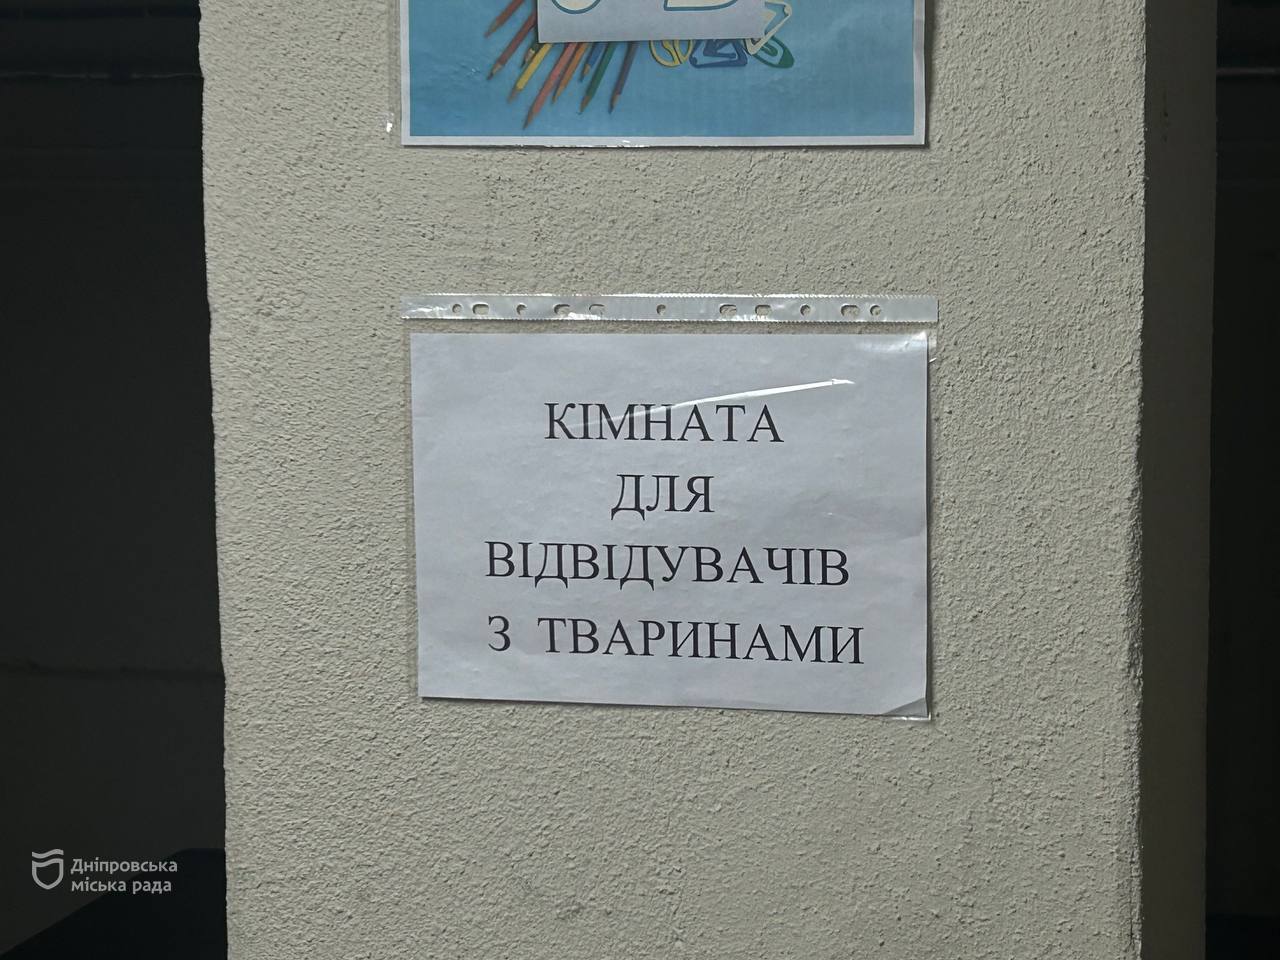 КІМНАТА
ДЛЯ
ВІДВІДУВАЧІВ
З ТВАРИНАМИ
Дніпровська
міська рада